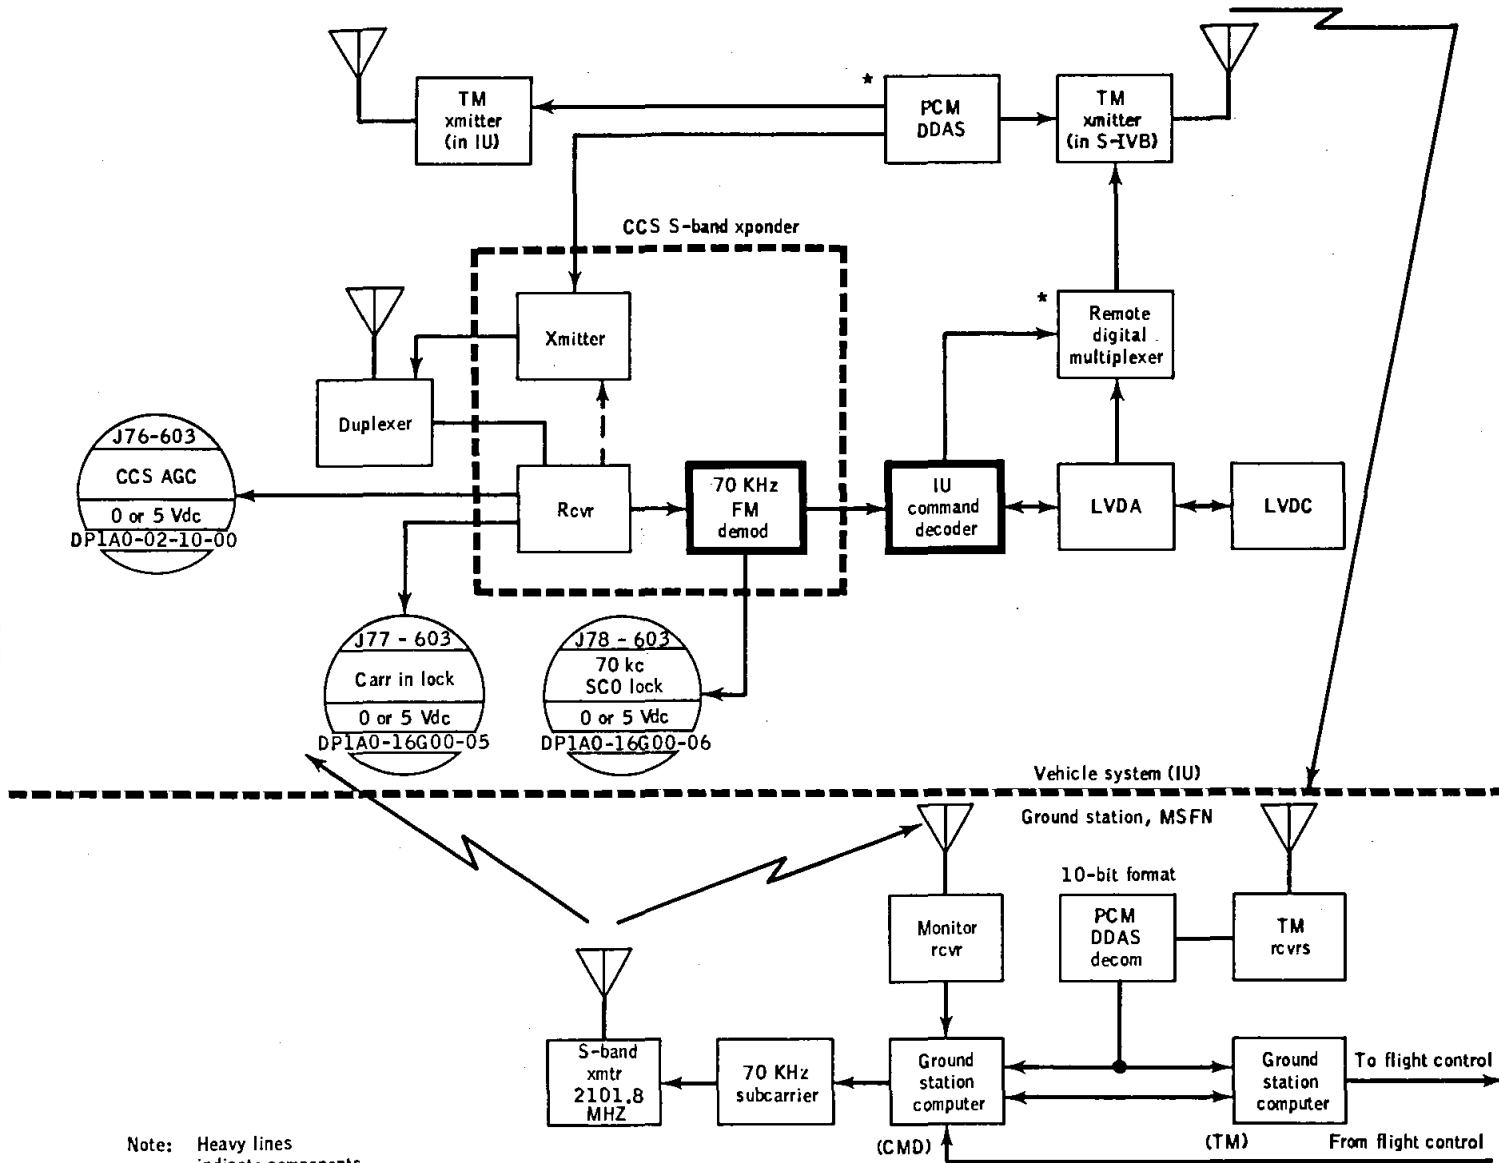 TM
xmitter
(in IU)
*
PCM
DDAS
TM
xmitter
(in S-IVB)
CCS S-band xponder
Xmitter
*
Remote
digital
multiplexer
Duplexer
J76-603
CCS AGC
0 or 5 Vdc
DP1A0-02-10-00
Rcvr
70 KHz
FM
demod
IU
command
decoder
LVDA
LVDC
J77 - 603
Carr in lock
0 or 5 Vdc
DP1A0-16G00-05
J78 - 603
70 kc
SCO lock
0 or 5 Vdc
DP1A0-16G00-06
Vehicle system (IU)
Ground station, MSFN
10-bit format
Monitor
rcvr
PCM
DDAS
decom
TM
rcvrs
S-band
xmtr
2101.8
MHZ
70 KHz
subcarrier
Ground
station
computer
Ground
station
computer
To flight control
(CMD)
(TM)
From flight control
Note: Heavy lines
indicate components